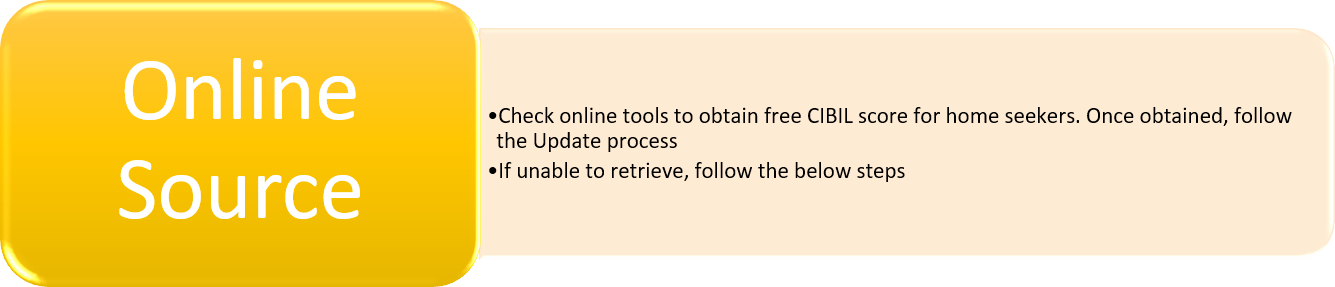 Online
Source
•Check online tools to obtain free CIBIL score for home seekers. Once obtained, follow
the Update process
•If unable to retrieve, follow the below steps